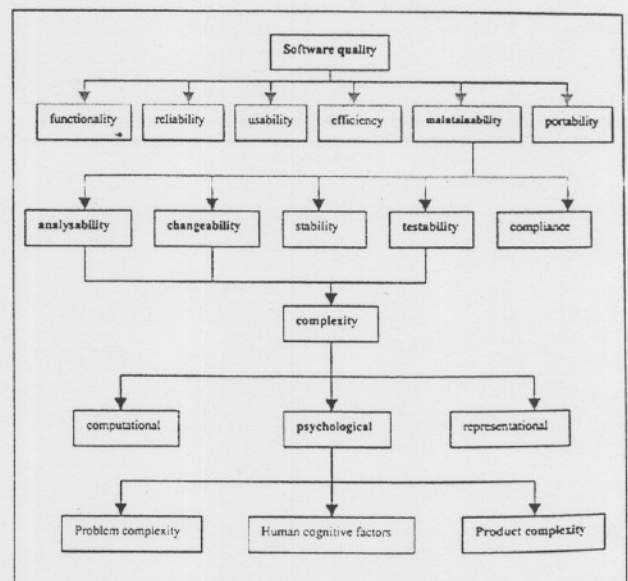 Software quality
functionality reliability usability efficiency maintainability portability
analysability changeability stability testability compliance
complexity
computational psychological representational
Problem complexity Human cognitive factors Product complexity